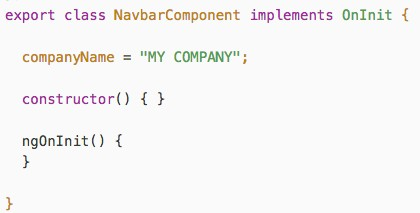 export class NavbarComponent implements OnInit {
companyName = "MY COMPANY";
constructor() { }
ngOnInit() {
}
}